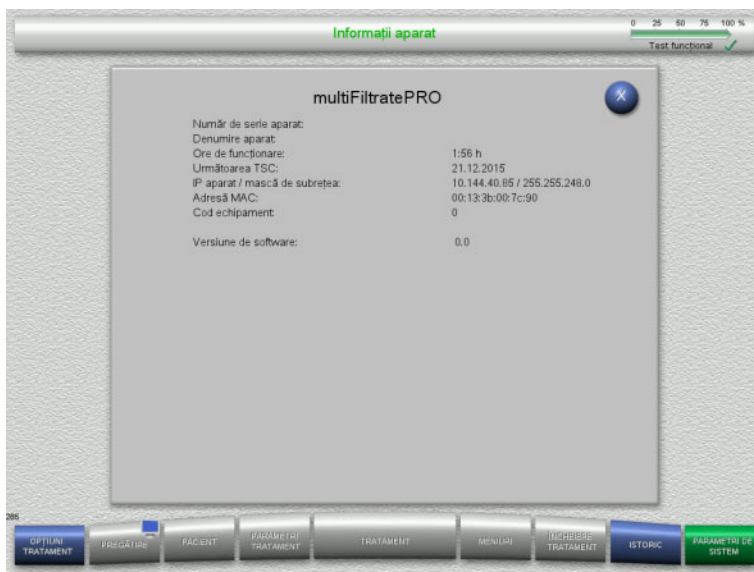 Informații aparat
0 25 50 75 100 %
Test funcțional
multiFiltratePRO
X
Număr de serie aparat:
Denumire aparat:
Ore de funcționare: 1:56 h
Următoarea TSC: 21.12.2015
IP aparat / mască de subrețea: 10.144.40.85 / 255.255.248.0
Adresă MAC: 00:13:3b:00:7c:90
Cod echipament: 0
Versiune de software: 0.0
286
OPȚIUNI TRATAMENT
PREGĂTIRE
PACIENT
PARAMETRI TRATAMENT
TRATAMENT
MENIURI
ÎNCHEIERE TRATAMENT
ISTORIC
PARAMETRI DE SISTEM